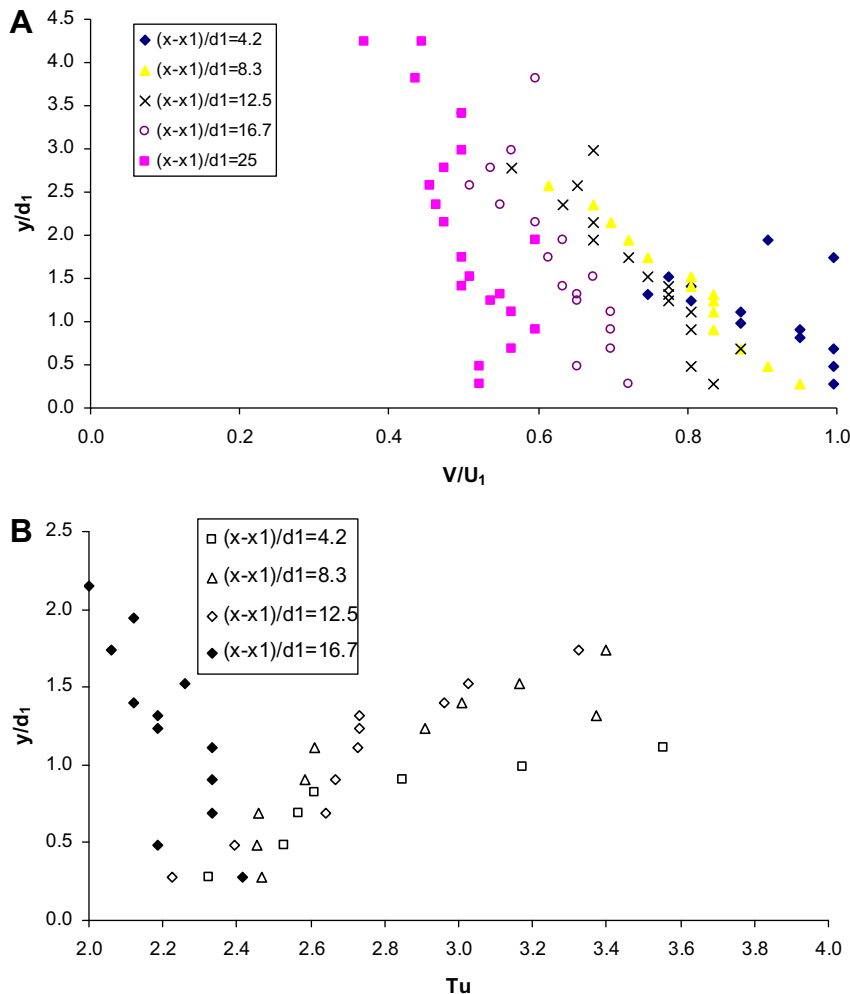 A
4.5
4.0
3.5
3.0
2.5
2.0
1.5
1.0
0.5
0.0
y/d1
(x-x1)/d1=4.2
(x-x1)/d1=8.3
(x-x1)/d1=12.5
(x-x1)/d1=16.7
(x-x1)/d1=25
0.0 0.2 0.4 0.6 0.8 1.0
V/U1
B
2.5
2.0
1.5
1.0
0.5
0.0
y/d1
(x-x1)/d1=4.2
(x-x1)/d1=8.3
(x-x1)/d1=12.5
(x-x1)/d1=16.7
2.0 2.2 2.4 2.6 2.8 3.0 3.2 3.4 3.6 3.8 4.0
Tu